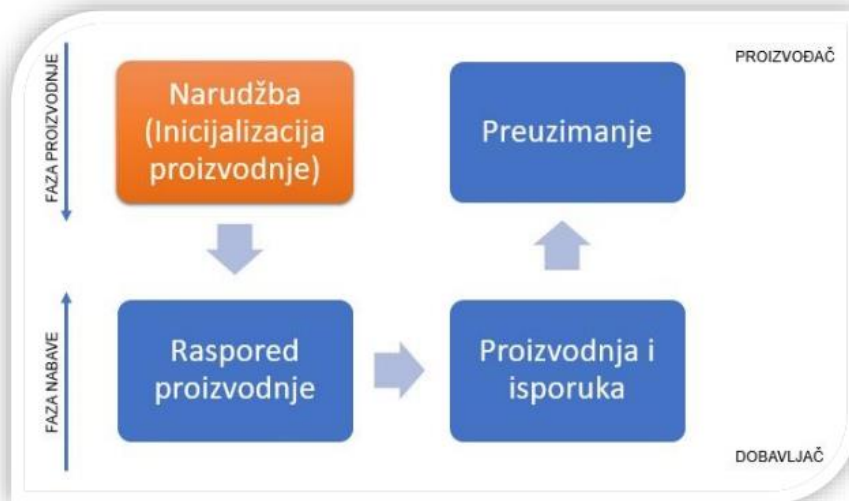 FAZA PROIZVODNJE
Narudžba
(Inicijalizacija
proizvodnje)
Preuzimanje
PROIZVOĐAČ
FAZA NABAVE
Raspored
proizvodnje
Proizvodnja i
isporuka
DOBAVLJAČ